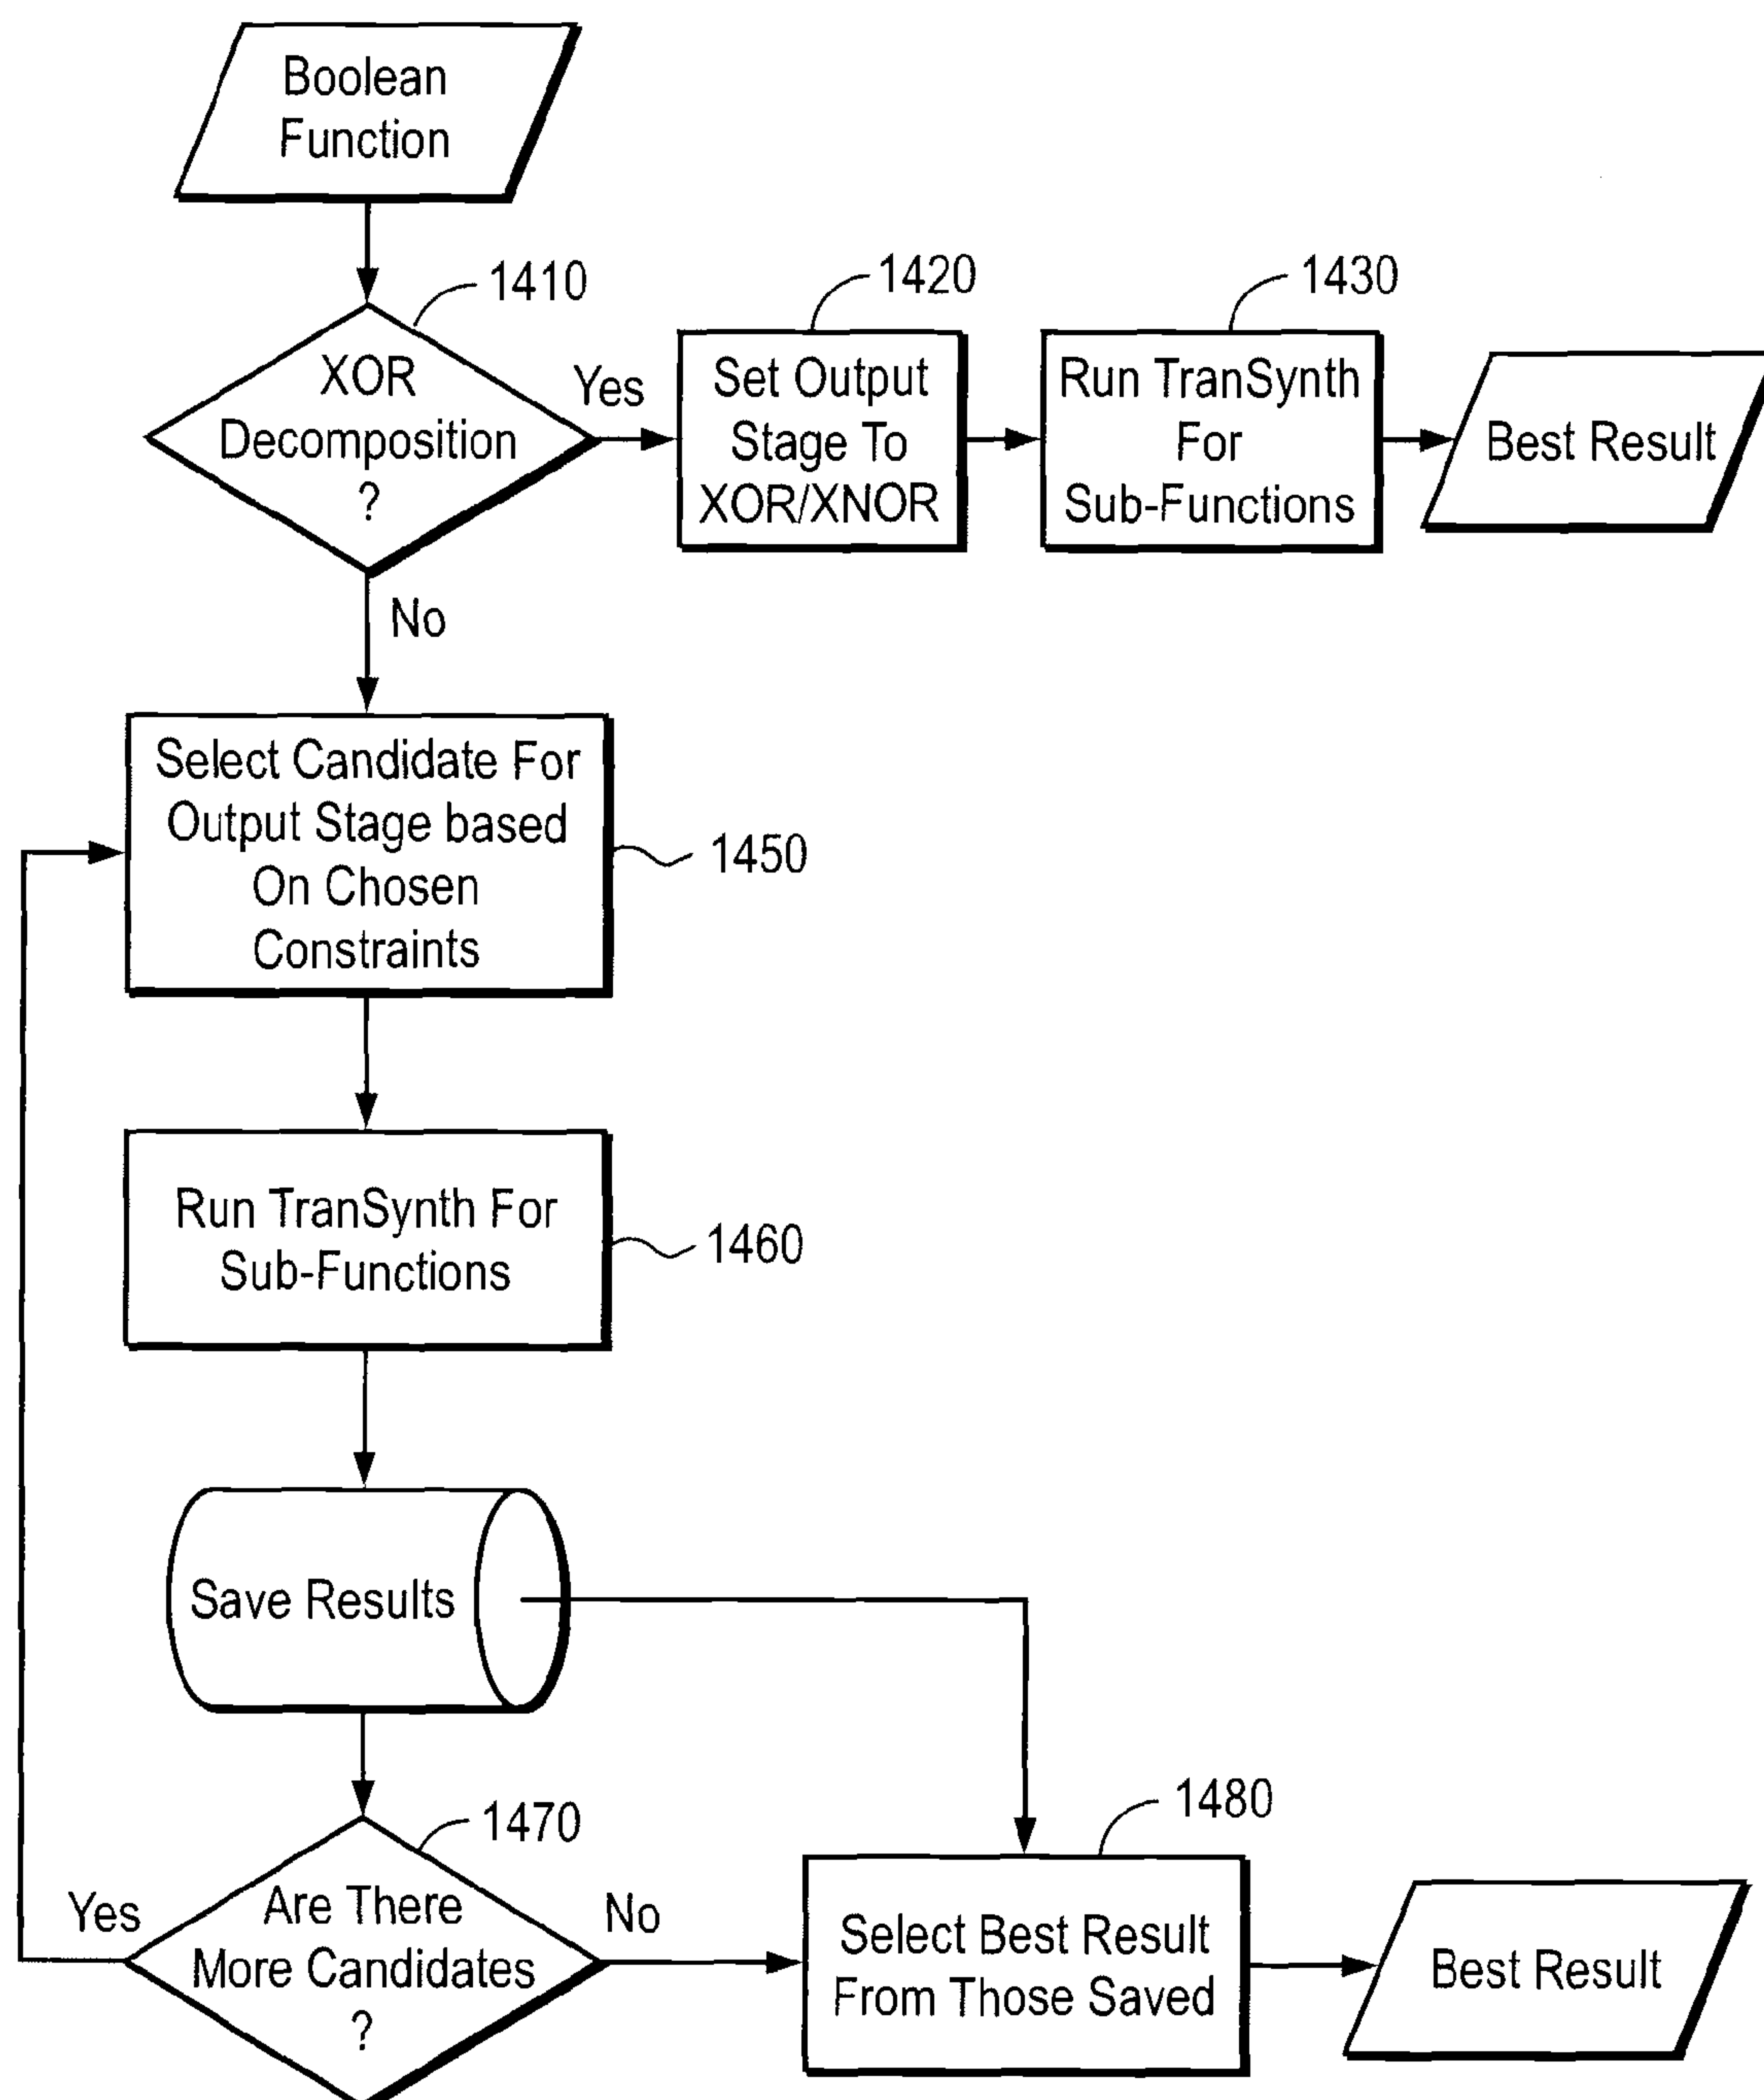 Boolean
Function
1410
XOR
Decomposition
?
Yes
1420
Set Output
Stage To
XOR/XNOR
1430
Run TranSynth
For
Sub-Functions
Best Result
No
Select Candidate For
Output Stage based
On Chosen
Constraints
1450
Run TranSynth For
Sub-Functions
1460
Save Results
1470
Are There
More Candidates
?
Yes
No
1480
Select Best Result
From Those Saved
Best Result